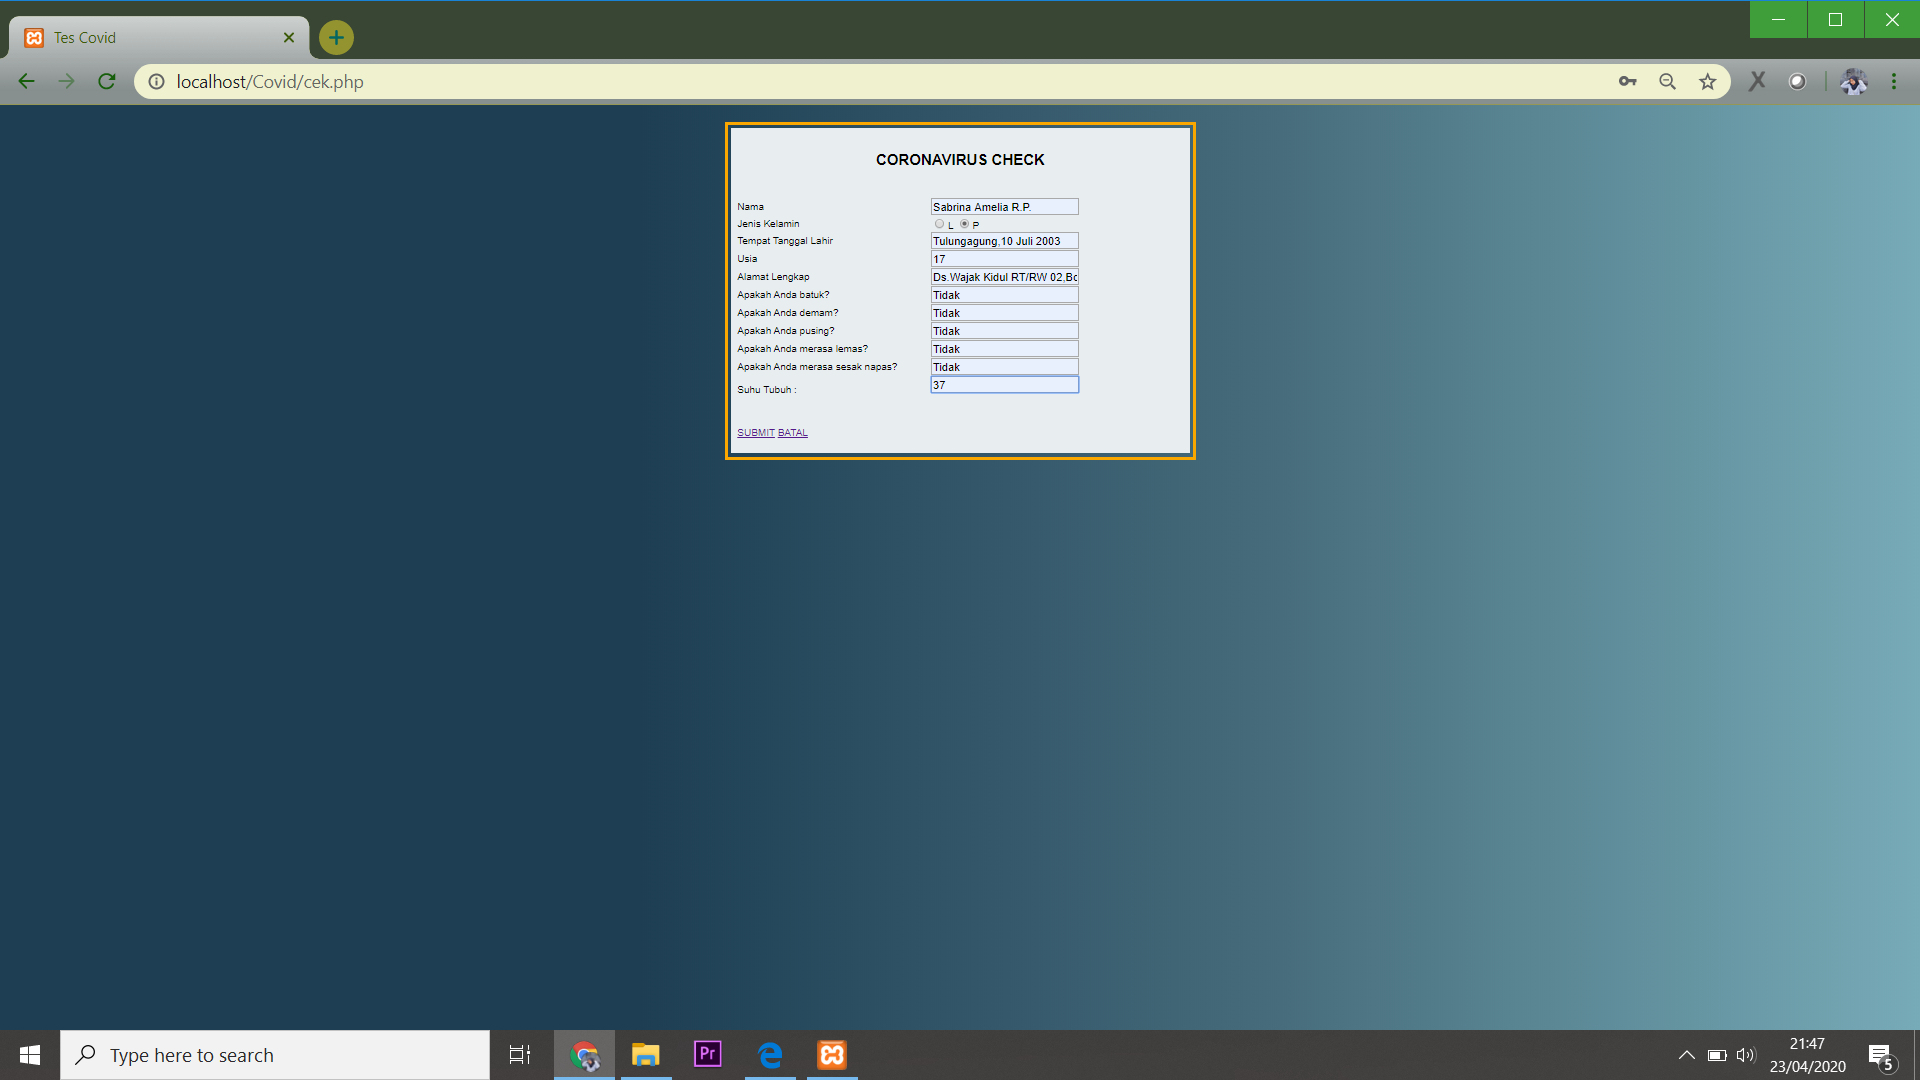 Tes Covid
localhost/Covid/cek.php
CORONAVIRUS CHECK
Nama Sabrina Amelia R.P.
Jenis Kelamin L P
Tempat Tanggal Lahir Tulungagung,10 Juli 2003
Usia 17
Alamat Lengkap Ds.Wajak Kidul RT/RW 02,Bo
Apakah Anda batuk? Tidak
Apakah Anda demam? Tidak
Apakah Anda pusing? Tidak
Apakah Anda merasa lemas? Tidak
Apakah Anda merasa sesak napas? Tidak
Suhu Tubuh : 37
SUBMIT BATAL
Type here to search
Pr
21:47
23/04/2020
5